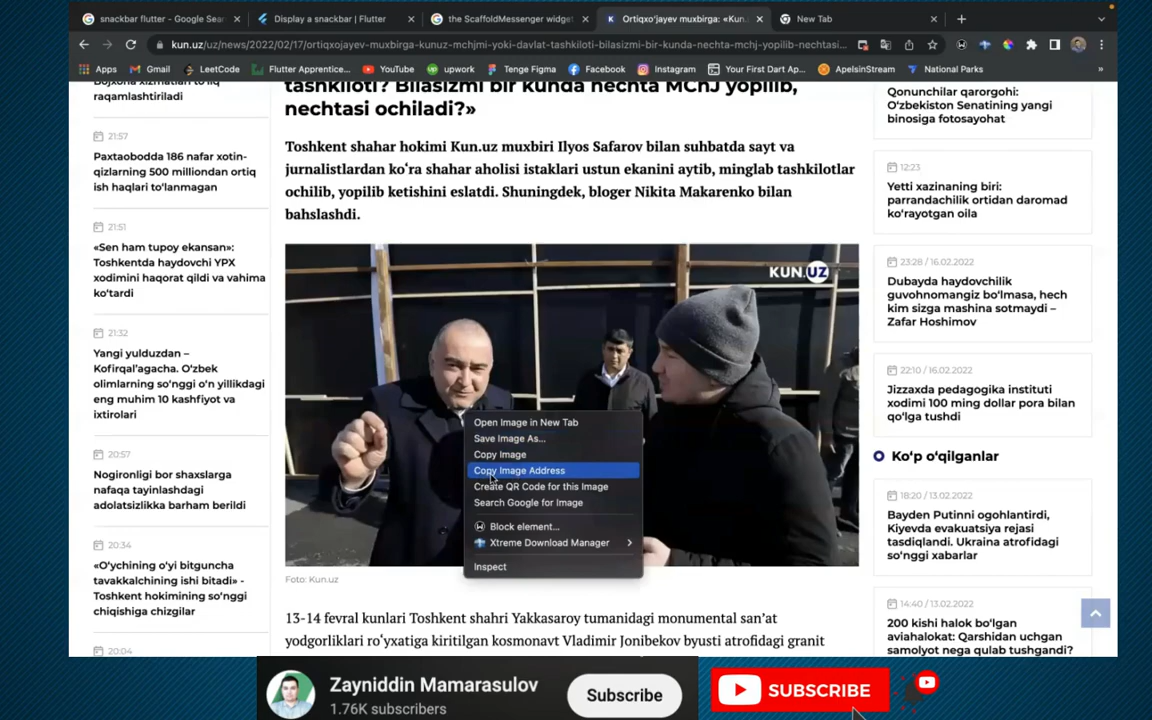 snackbar flutter - Google Sear
Display a snackbar | Flutter
the ScaffoldMessenger widget
Ortiqxo‘jayev muxbirga: «Kun.
New Tab
kun.uz/uz/news/2022/02/17/ortiqxojayev-muxbirga-kunuz-mchjmi-yoki-davlat-tashkiloti-bilasizmi-bir-kunda-nechta-mchj-yopilib-nechtasi...
Apps
Gmail
LeetCode
Flutter Apprentice...
YouTube
upwork
Tenge Figma
Facebook
Instagram
Your First Dart Ap...
ApelsinStream
National Parks
»
raqamlashtiriladi
21:57
Paxtaobodda 186 nafar xotin-
qizlarning 500 milliondan ortiq
ish haqlari to‘lanmagan
21:51
«Sen ham tupoy ekansan»:
Toshkentda haydovchi YPX
xodimini haqorat qildi va vahima
ko‘tardi
21:32
Yangi yulduzdan –
Kofirqal’agacha. O‘zbek
olimlarning so‘nggi o‘n yillikdagi
eng muhim 10 kashfiyot va
ixtirolari
20:57
Nogironligi bor shaxslarga
nafaqa tayinlashdagi
adolatsizlikka barham berildi
20:34
«O‘ychining o‘yi bitguncha
tavakkalchining ishi bitadi» -
Toshkent hokimining so‘nggi
chiqishiga chizgilar
20:04
tashkiloti? Bilasizmi bir kunda nechta MChJ yopilib,
nechtasi ochiladi?»
Toshkent shahar hokimi Kun.uz muxbiri Ilyos Safarov bilan suhbatda sayt va
jurnalistlardan ko‘ra shahar aholisi istaklari ustun ekanini aytib, minglab tashkilotlar
ochilib, yopilib ketishini eslatdi. Shuningdek, bloger Nikita Makarenko bilan
bahslashdi.
KUN.UZ
Open Image in New Tab
Save Image As...
Copy Image
Copy Image Address
Create QR Code for this Image
Search Google for Image
Block element...
Xtreme Download Manager
Inspect
Foto: Kun.uz
13-14 fevral kunlari Toshkent shahri Yakkasaroy tumanidagi monumental san’at
yodgorliklari ro‘yxatiga kiritilgan kosmonavt Vladimir Jonibekov byusti atrofidagi granit
Qonunchilar qarorgohi:
O‘zbekiston Senatining yangi
binosiga fotosayohat
12:23
Yetti xazinaning biri:
parrandachilik ortidan daromad
ko‘rayotgan oila
23:28 / 16.02.2022
Dubayda haydovchilik
guvohnomangiz bo‘lmasa, hech
kim sizga mashina sotmaydi –
Zafar Hoshimov
22:10 / 16.02.2022
Jizzaxda pedagogika instituti
xodimi 100 ming dollar pora bilan
qo‘lga tushdi
Ko‘p o‘qilganlar
18:20 / 13.02.2022
Bayden Putinni ogohlantirdi,
Kiyevda evakuatsiya rejasi
tasdiqlandi. Ukraina atrofidagi
so‘nggi xabarlar
14:40 / 13.02.2022
200 kishi halok bo‘lgan
aviahalokat: Qarshidan uchgan
samolyot nega qulab tushgandi?
Zayniddin Mamarasulov
1.76K subscribers
Subscribe
SUBSCRIBE